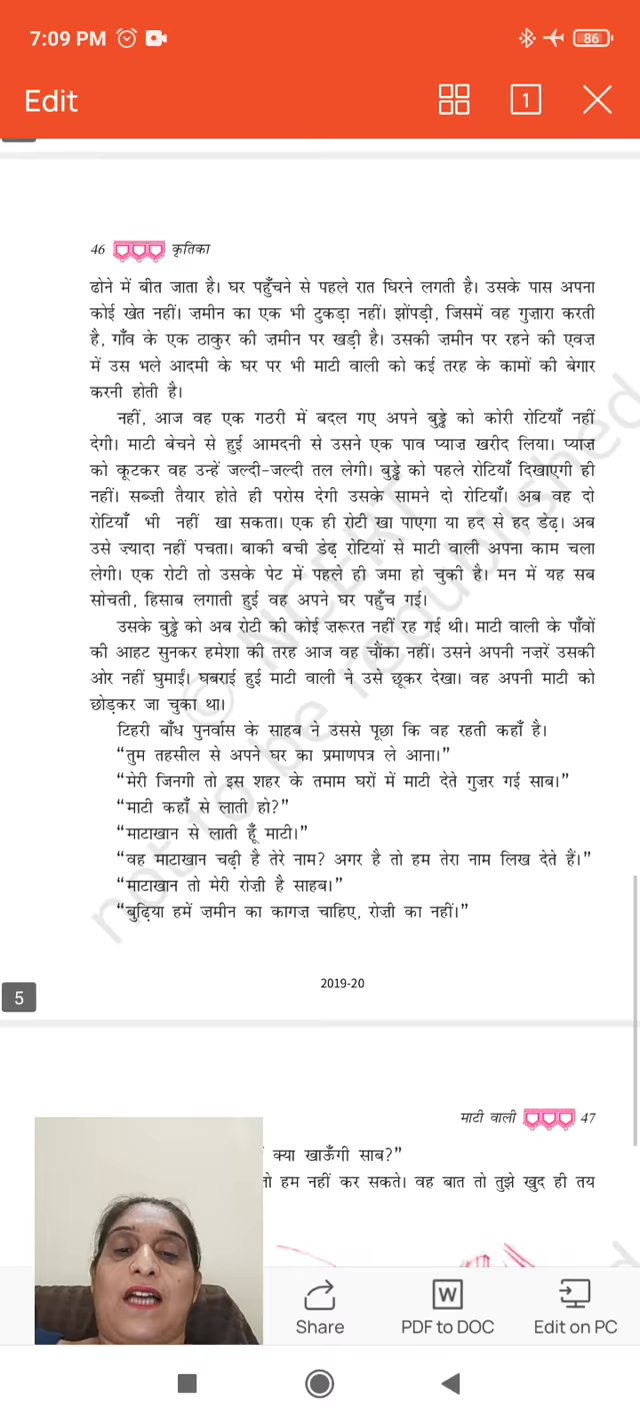 7:09 PM
86
Edit
1
46 कृतिका
ढोने में बीत जाता है। घर पहुँचने से पहले रात घिरने लगती है। उसके पास अपना
कोई खेत नहीं। ज़मीन का एक भी टुकड़ा नहीं। झोंपड़ी, जिसमें वह गुज़ारा करती
है, गाँव के एक ठाकुर की ज़मीन पर खड़ी है। उसकी ज़मीन पर रहने की एवज़
में उस भले आदमी के घर पर भी माटी वाली को कई तरह के कामों की बेगार
करनी होती है।
नहीं, आज वह एक गठरी में बदल गए अपने बुड्ढे को कोरी रोटियाँ नहीं
देगी। माटी बेचने से हुई आमदनी से उसने एक पाव प्याज़ खरीद लिया। प्याज़
को कूटकर वह उन्हें जल्दी-जल्दी तल लेगी। बुड्ढे को पहले रोटियाँ दिखाएगी ही
नहीं। सब्ज़ी तैयार होते ही परोस देगी उसके सामने दो रोटियाँ। अब वह दो
रोटियाँ भी नहीं खा सकता। एक ही रोटी खा पाएगा या हद से हद डेढ़। अब
उसे ज़्यादा नहीं पचता। बाकी बची डेढ़ रोटियों से माटी वाली अपना काम चला
लेगी। एक रोटी तो उसके पेट में पहले ही जमा हो चुकी है। मन में यह सब
सोचती, हिसाब लगाती हुई वह अपने घर पहुँच गई।
उसके बुड्ढे को अब रोटी की कोई ज़रूरत नहीं रह गई थी। माटी वाली के पाँवों
की आहट सुनकर हमेशा की तरह आज वह चौंका नहीं। उसने अपनी नज़रें उसकी
ओर नहीं घुमाईं। घबराई हुई माटी वाली ने उसे छूकर देखा। वह अपनी माटी को
छोड़कर जा चुका था।
टिहरी बाँध पुनर्वास के साहब ने उससे पूछा कि वह रहती कहाँ है।
“तुम तहसील से अपने घर का प्रमाणपत्र ले आना।”
“मेरी जिनगी तो इस शहर के तमाम घरों में माटी देते गुज़र गई साब।”
“माटी कहाँ से लाती हो?”
“माटाखान से लाती हूँ माटी।”
“वह माटाखान चढ़ी है तेरे नाम? अगर है तो हम तेरा नाम लिख देते हैं।”
“माटाखान तो मेरी रोज़ी है साहब।”
“बुढ़िया हमें ज़मीन का कागज़ चाहिए, रोज़ी का नहीं।”
© NCERT
not to be republished
2019-20
5
माटी वाली 47
क्या खाऊँगी साब?”
तो हम नहीं कर सकते। वह बात तो तुझे खुद ही तय
W
Share PDF to DOC Edit on PC